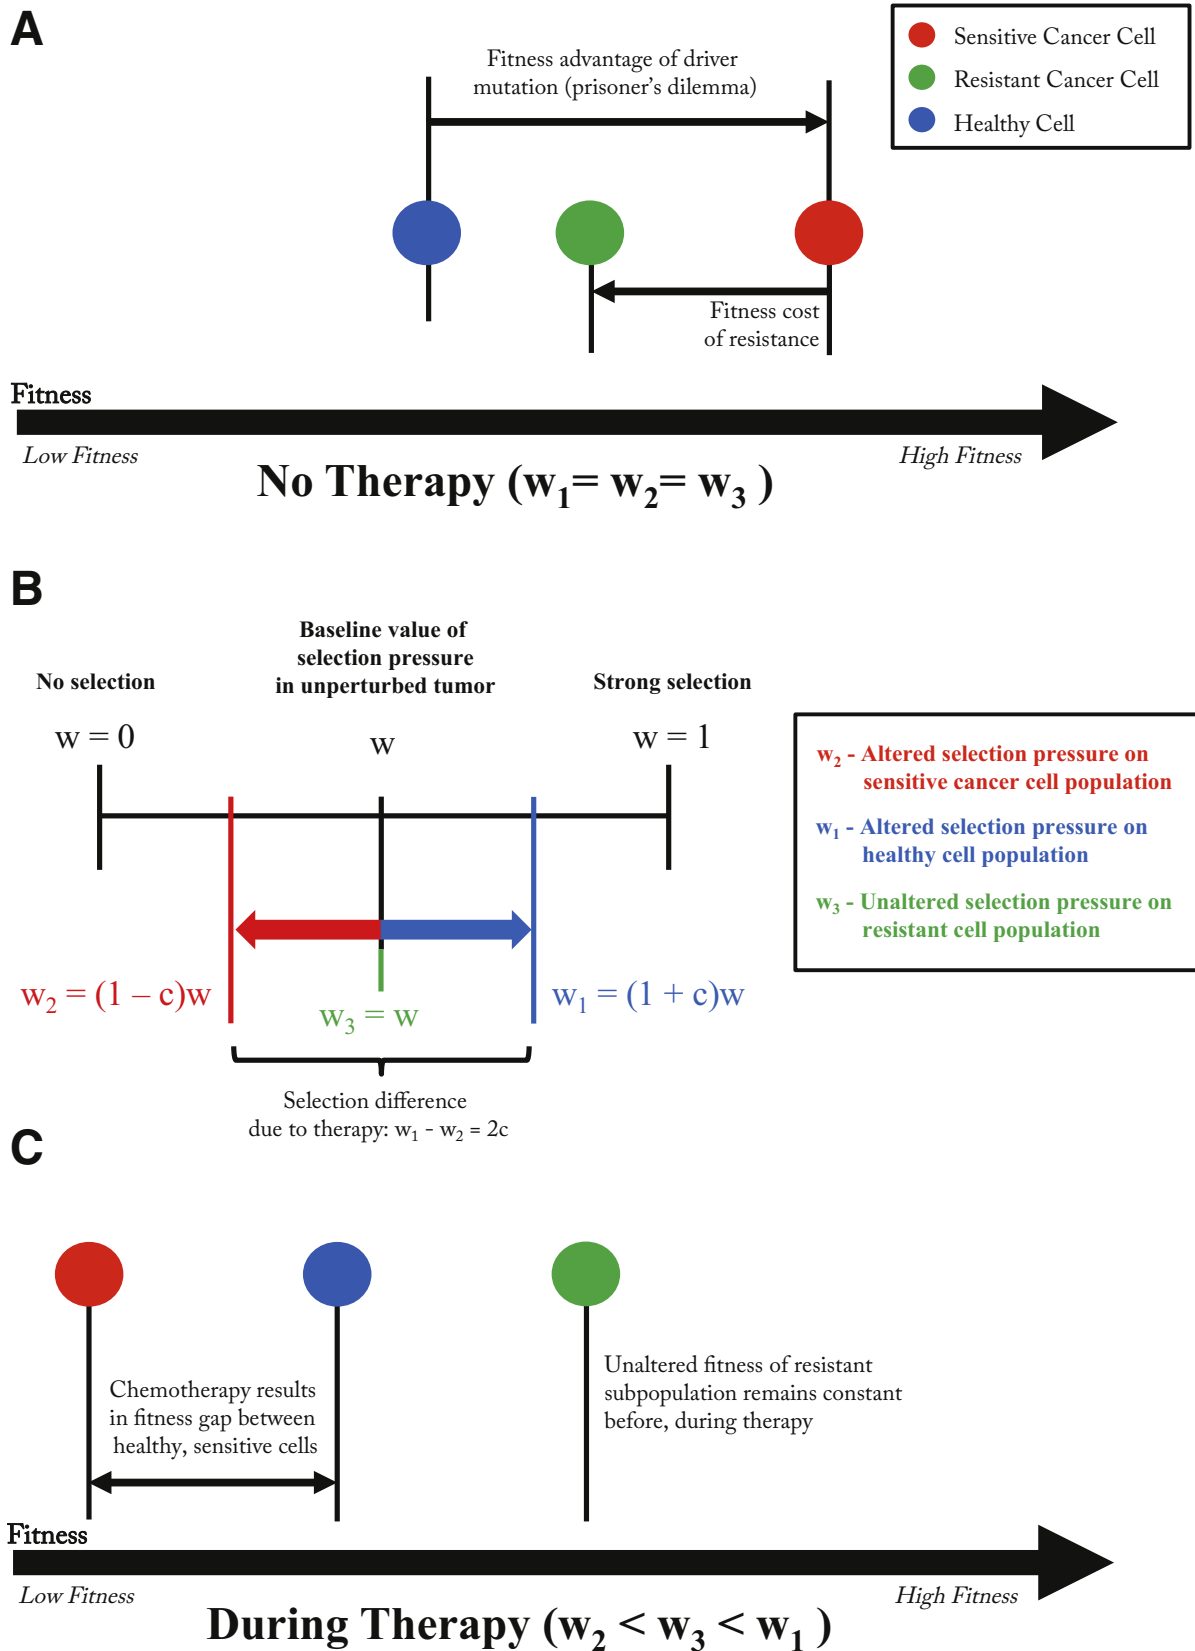 A
Fitness advantage of driver
mutation (prisoner's dilemma)
Sensitive Cancer Cell
Resistant Cancer Cell
Healthy Cell
Fitness cost
of resistance
Fitness
Low Fitness
High Fitness
No Therapy (w₁= w₂= w₃ )
B
No selection
Baseline value of
selection pressure
in unperturbed tumor
Strong selection
w = 0
w
w = 1
w₂ - Altered selection pressure on
sensitive cancer cell population
w₁ - Altered selection pressure on
healthy cell population
w₃ - Unaltered selection pressure on
resistant cell population
w₂ = (1 – c)w
w₃ = w
w₁ = (1 + c)w
Selection difference
due to therapy: w₁ - w₂ = 2c
C
Chemotherapy results
in fitness gap between
healthy, sensitive cells
Unaltered fitness of resistant
subpopulation remains constant
before, during therapy
Fitness
Low Fitness
High Fitness
During Therapy (w₂ < w₃ < w₁ )